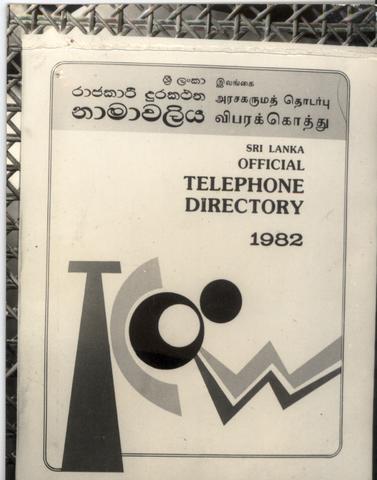 ශ්‍රී ලංකා இலங்கை
රාජකාරී දුරකථන அரசகருமத் தொடர்பு
නාමාවලිය விபரக்கொத்து
SRI LANKA
OFFICIAL
TELEPHONE
DIRECTORY
1982